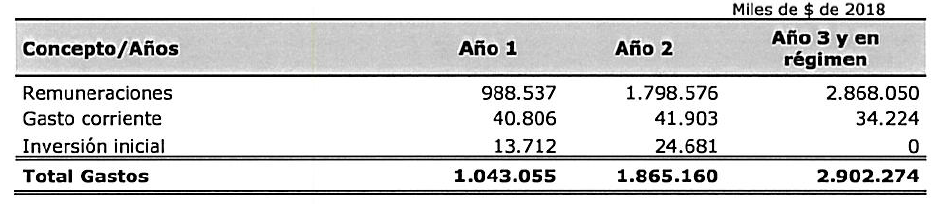 Miles de $ de 2018
Concepto/Años Año 1 Año 2 Año 3 y en régimen
Remuneraciones 988.537 1.798.576 2.868.050
Gasto corriente 40.806 41.903 34.224
Inversión inicial 13.712 24.681 0
Total Gastos 1.043.055 1.865.160 2.902.274